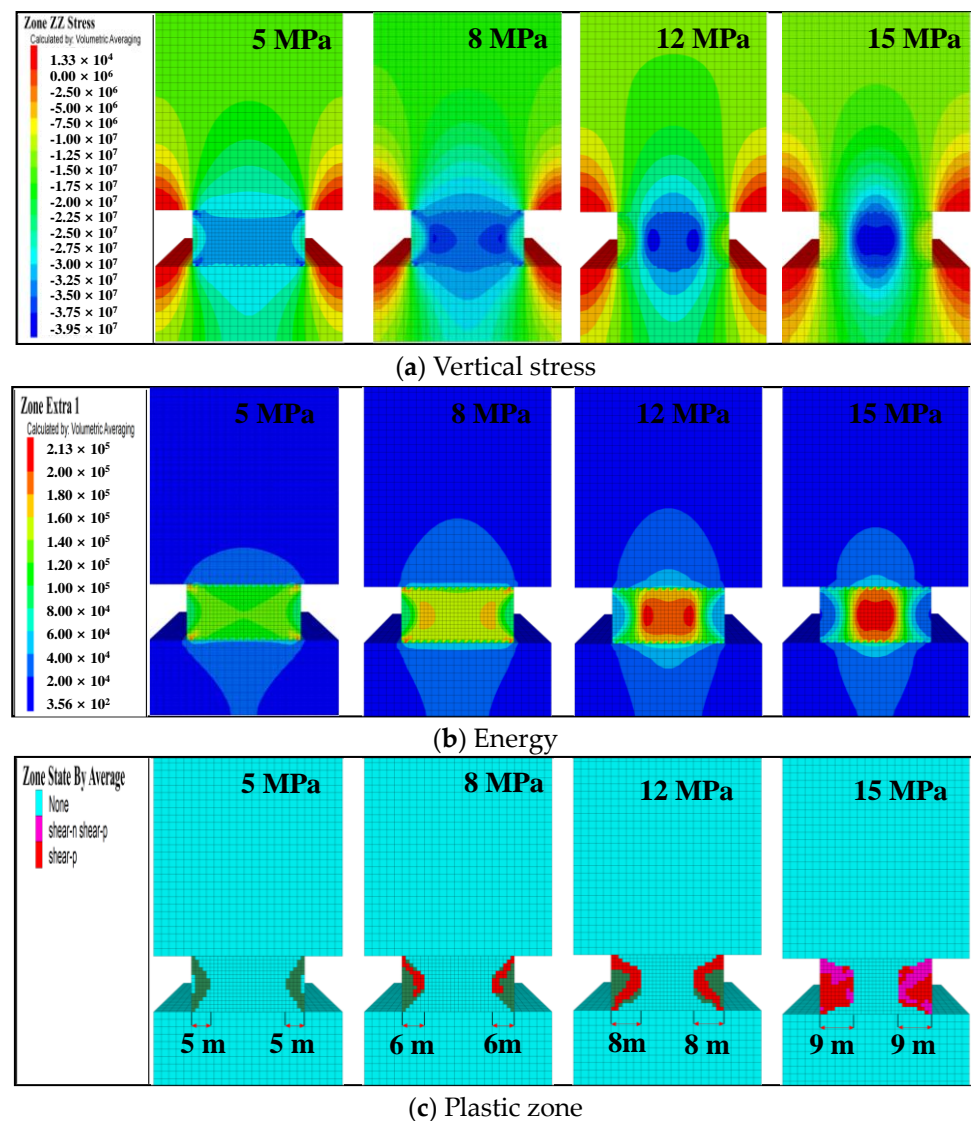 Zone ZZ Stress
Calculated by: Volumetric Averaging
1.33 × 10⁴
0.00 × 10⁶
-2.50 × 10⁶
-5.00 × 10⁶
-7.50 × 10⁶
-1.00 × 10⁷
-1.25 × 10⁷
-1.50 × 10⁷
-1.75 × 10⁷
-2.00 × 10⁷
-2.25 × 10⁷
-2.50 × 10⁷
-2.75 × 10⁷
-3.00 × 10⁷
-3.25 × 10⁷
-3.50 × 10⁷
-3.75 × 10⁷
-3.95 × 10⁷
5 MPa 8 MPa 12 MPa 15 MPa
(a) Vertical stress
Zone Extra 1
Calculated by: Volumetric Averaging
2.13 × 10⁵
2.00 × 10⁵
1.80 × 10⁵
1.60 × 10⁵
1.40 × 10⁵
1.20 × 10⁵
1.00 × 10⁵
8.00 × 10⁴
6.00 × 10⁴
4.00 × 10⁴
2.00 × 10⁴
3.56 × 10²
5 MPa 8 MPa 12 MPa 15 MPa
(b) Energy
Zone State By Average
None
shear-n shear-p
shear-p
5 MPa 8 MPa 12 MPa 15 MPa
5 m 5 m 6 m 6m 8m 8 m 9 m 9 m
(c) Plastic zone